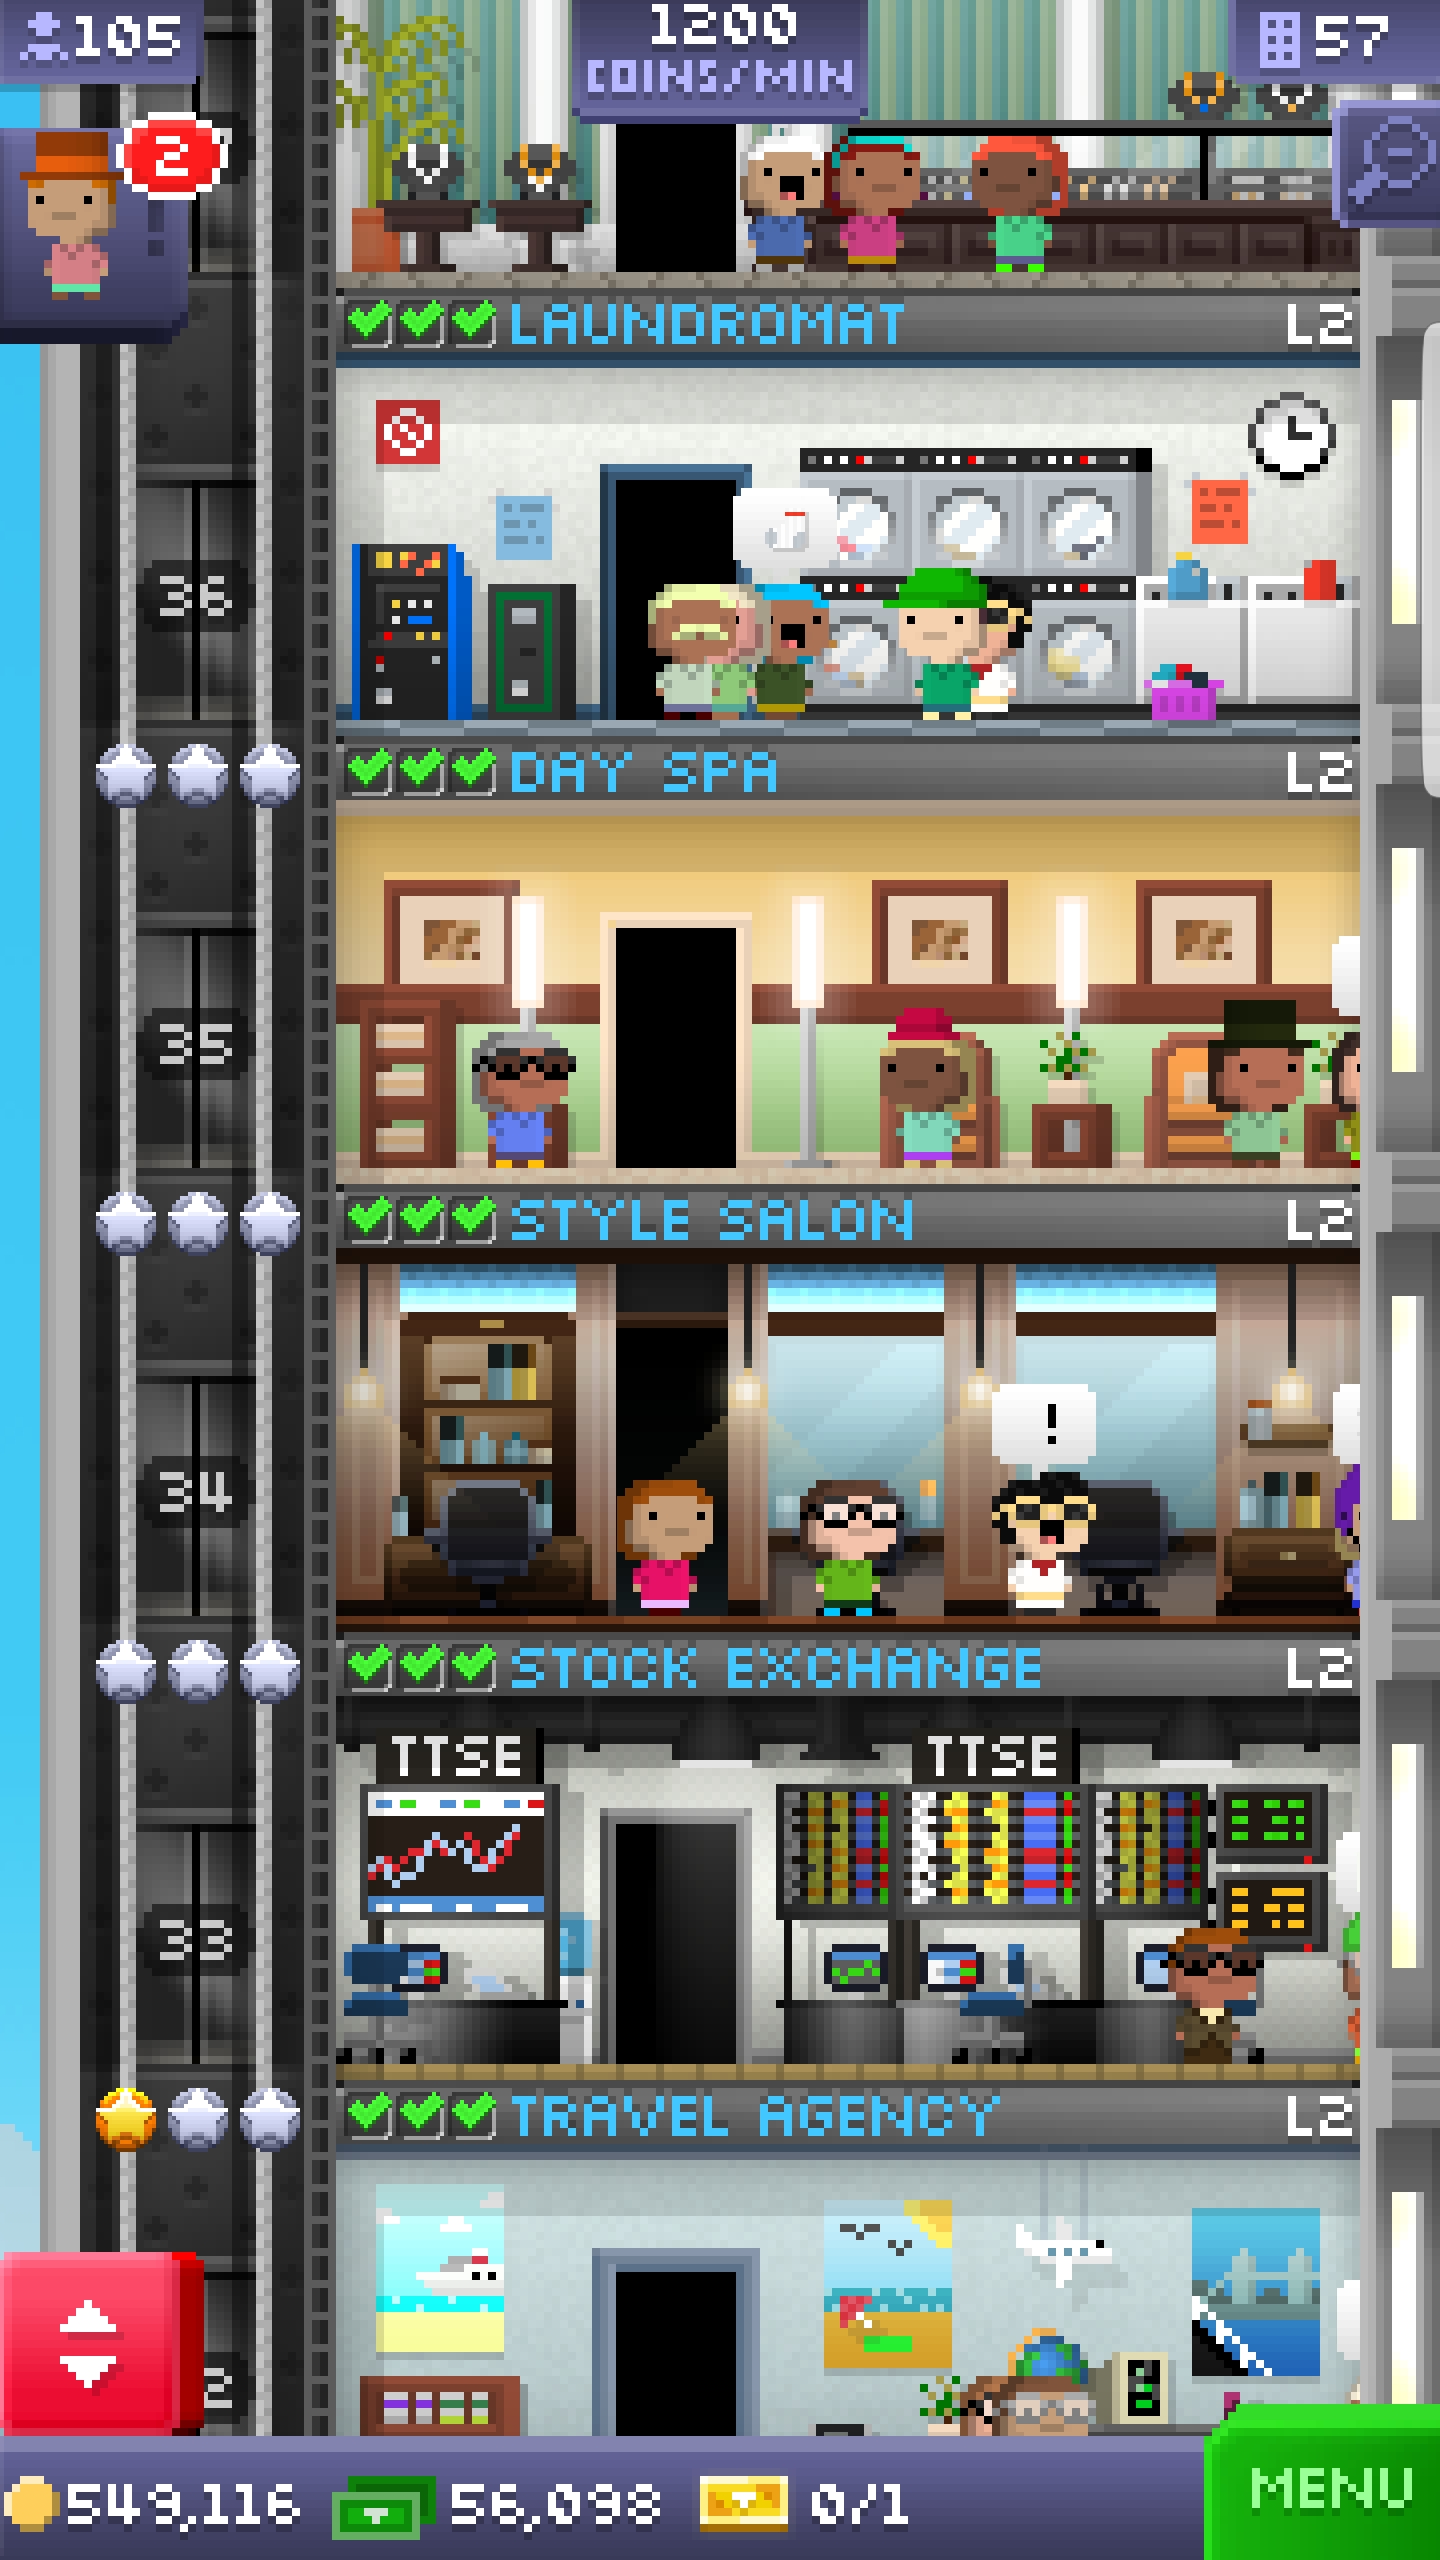 105
1200
COINS/MIN
57
2
LAUNDROMAT L2
36
DAY SPA L2
35
STYLE SALON L2
34
!
STOCK EXCHANGE L2
TTSE TTSE
33
TRAVEL AGENCY L2
2
549,116 56,098 0/1
MENU